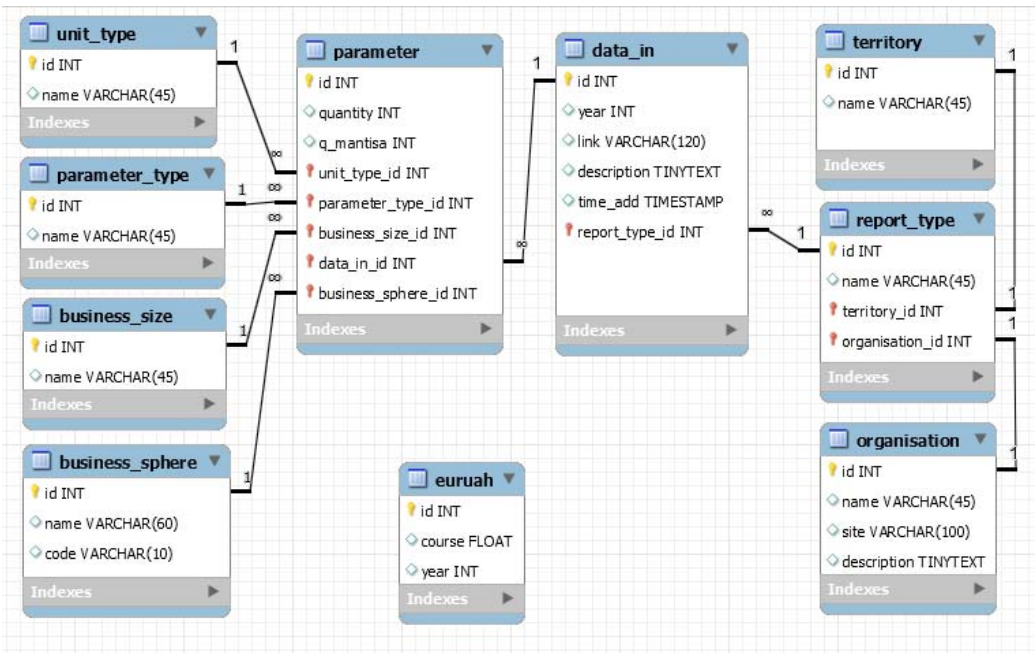 unit_type
id INT
name VARCHAR(45)
Indexes
parameter_type
id INT
name VARCHAR(45)
Indexes
business_size
id INT
name VARCHAR(45)
Indexes
business_sphere
id INT
name VARCHAR(60)
code VARCHAR(10)
Indexes
1
∞
1
∞
1
∞
1
∞
parameter
id INT
quantity INT
q_mantisa INT
unit_type_id INT
parameter_type_id INT
business_size_id INT
data_in_id INT
business_sphere_id INT
Indexes
1
∞
euruah
id INT
course FLOAT
year INT
Indexes
data_in
id INT
year INT
link VARCHAR(120)
description TINYTEXT
time_add TIMESTAMP
report_type_id INT
Indexes
∞
1
territory
id INT
name VARCHAR(45)
Indexes
1
report_type
id INT
name VARCHAR(45)
territory_id INT
organisation_id INT
Indexes
1
1
organisation
id INT
name VARCHAR(45)
site VARCHAR(100)
description TINYTEXT
Indexes
1